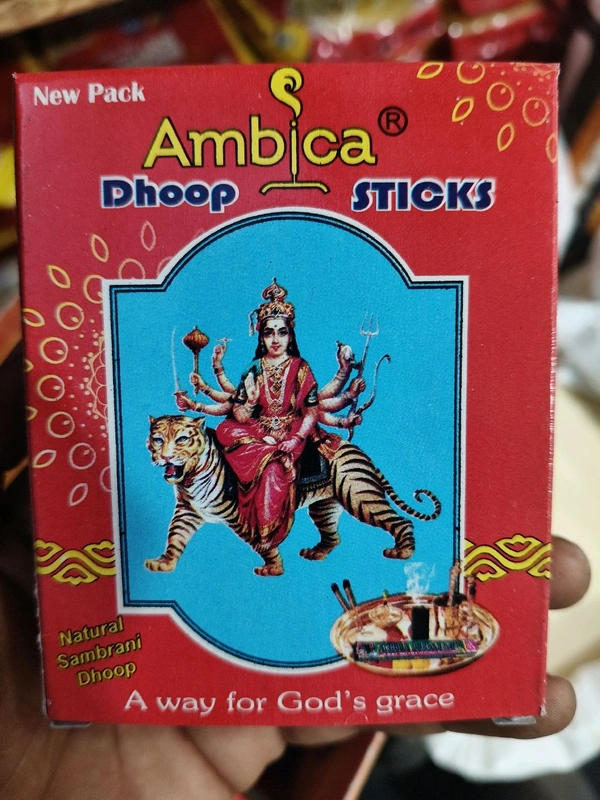 New Pack
Ambica®
Dhoop STICKS
Natural
Sambrani
Dhoop
A way for God's grace